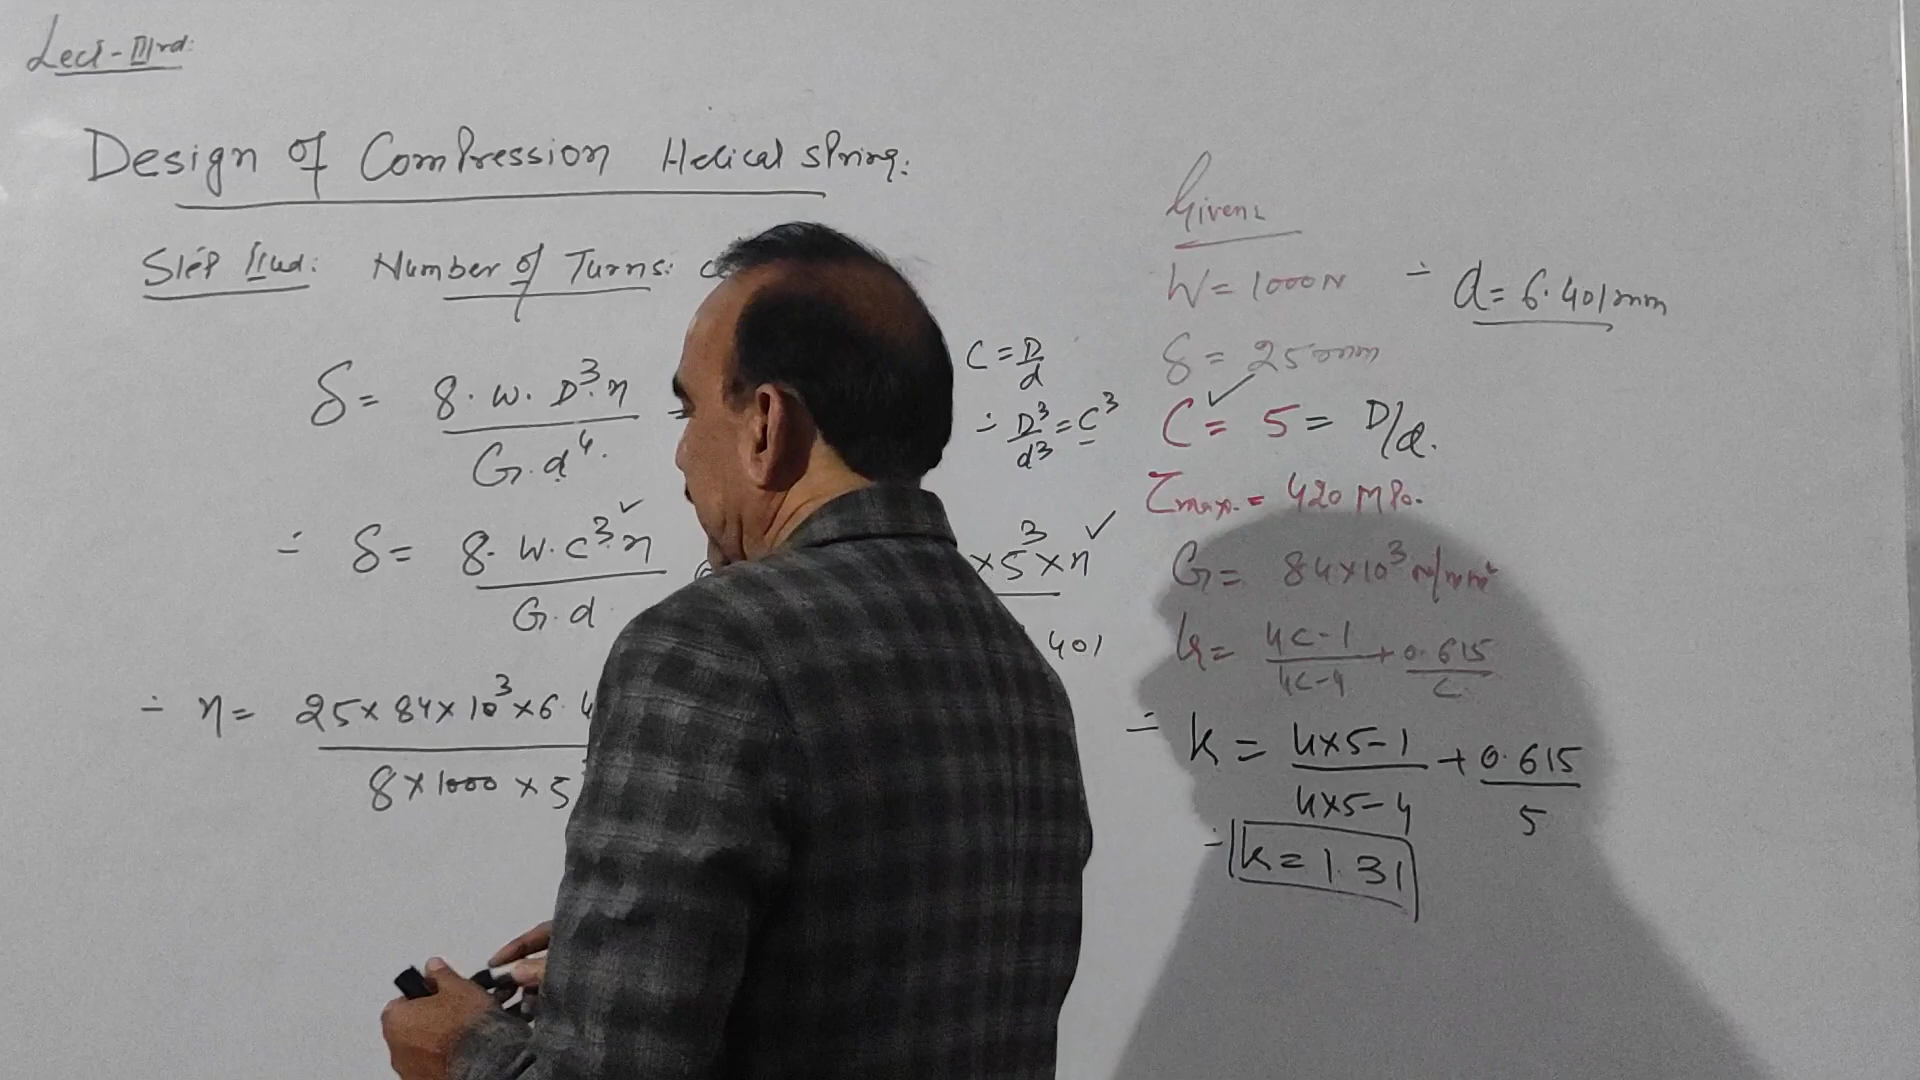 Lect-IIIrd:
Design of Compression Helical Spring:
Step IInd: Number of Turns:
δ = 8. W. D³. n / G. d⁴.
C = D/d
∴ D³/d³ = C³
∴ δ = 8. W. C³. n / G. d
× 5³ × n
401
∴ n = 25 × 84 × 10³ × 6.4
8 × 1000 × 5
Given:
W = 1000 N
∴ d = 6.401 mm
δ = 25 mm
C = 5 = D/d.
τmax. = 420 MPa.
G = 84 × 10³ N/mm²
k = 4C-1 / 4C-4 + 0.615 / C
∴ k = 4×5-1 / 4×5-4 + 0.615 / 5
∴ k = 1.31